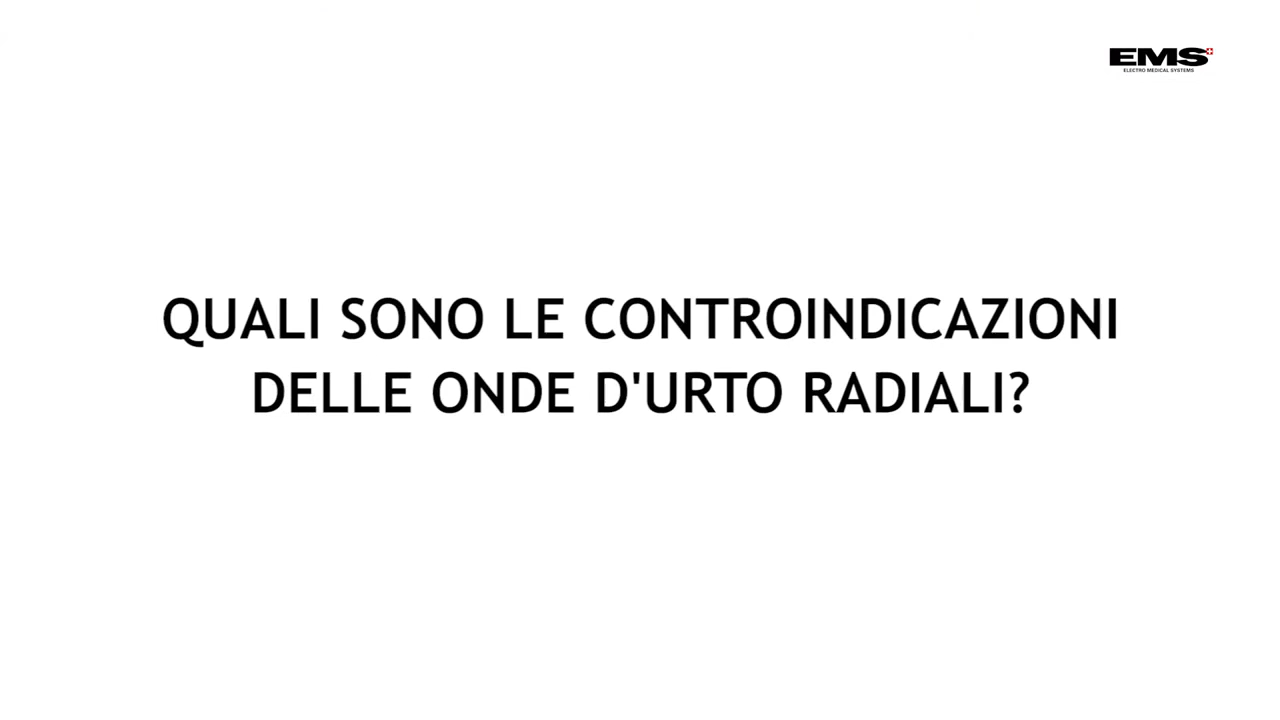 EMS
ELECTRO MEDICAL SYSTEMS
QUALI SONO LE CONTROINDICAZIONI
DELLE ONDE D'URTO RADIALI?